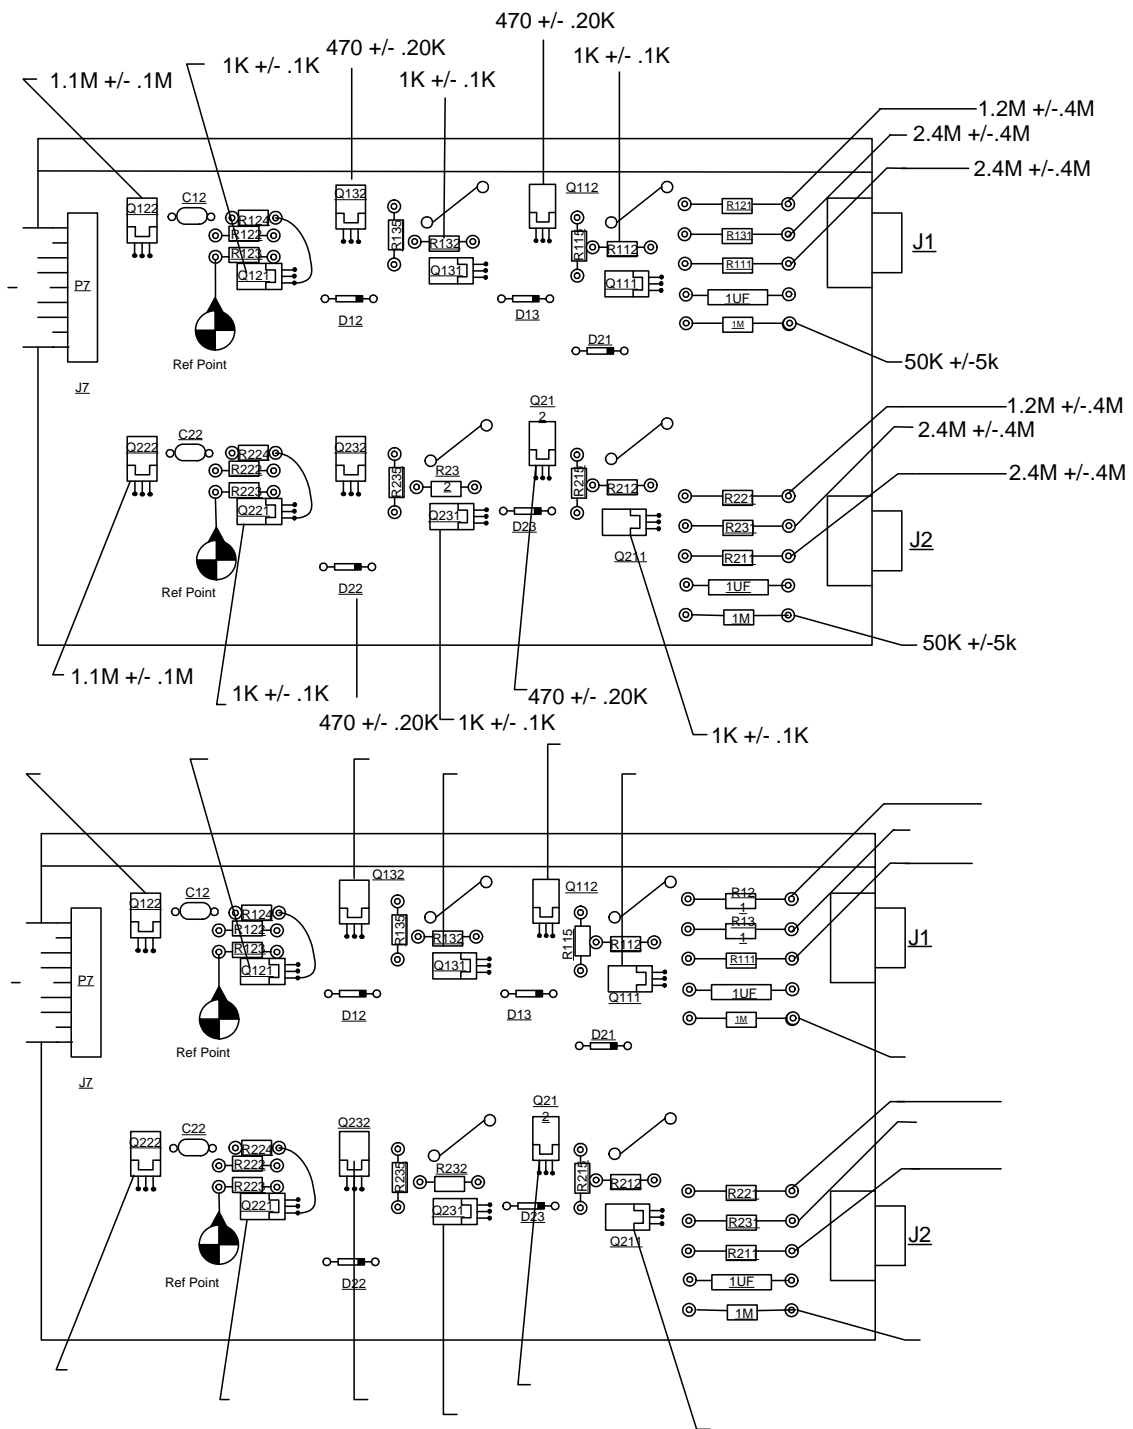 470 +/- .20K
470 +/- .20K
1K +/- .1K
1K +/- .1K
1.1M +/- .1M
1K +/- .1K
1.2M +/-.4M
2.4M +/-.4M
2.4M +/-.4M
Q122
C12
R124
R122
R123
Q121
Q132
R135
R132
Q131
Q112
R115
R112
Q111
R121
R131
R111
1UF
1M
J1
P7
J7
Ref Point
D12
D13
D21
50K +/-5k
1.2M +/-.4M
2.4M +/-.4M
2.4M +/-.4M
Q222
C22
R224
R222
R223
Q221
Q232
R235
R23
2
Q231
Q21
2
D23
R215
R212
Q211
R221
R231
R211
1UF
1M
J2
Ref Point
D22
50K +/-5k
1.1M +/- .1M
1K +/- .1K
470 +/- .20K
1K +/- .1K
470 +/- .20K
1K +/- .1K
Q122
C12
R124
R122
R123
Q121
Q132
R135
R132
Q131
Q112
R115
R112
Q111
R12
1
R13
1
R111
1UF
1M
J1
P7
J7
Ref Point
D12
D13
D21
Q222
C22
R224
R222
R223
Q221
Q232
R235
R232
Q231
Q21
2
D23
R215
R212
Q211
R221
R231
R211
1UF
1M
J2
Ref Point
D22